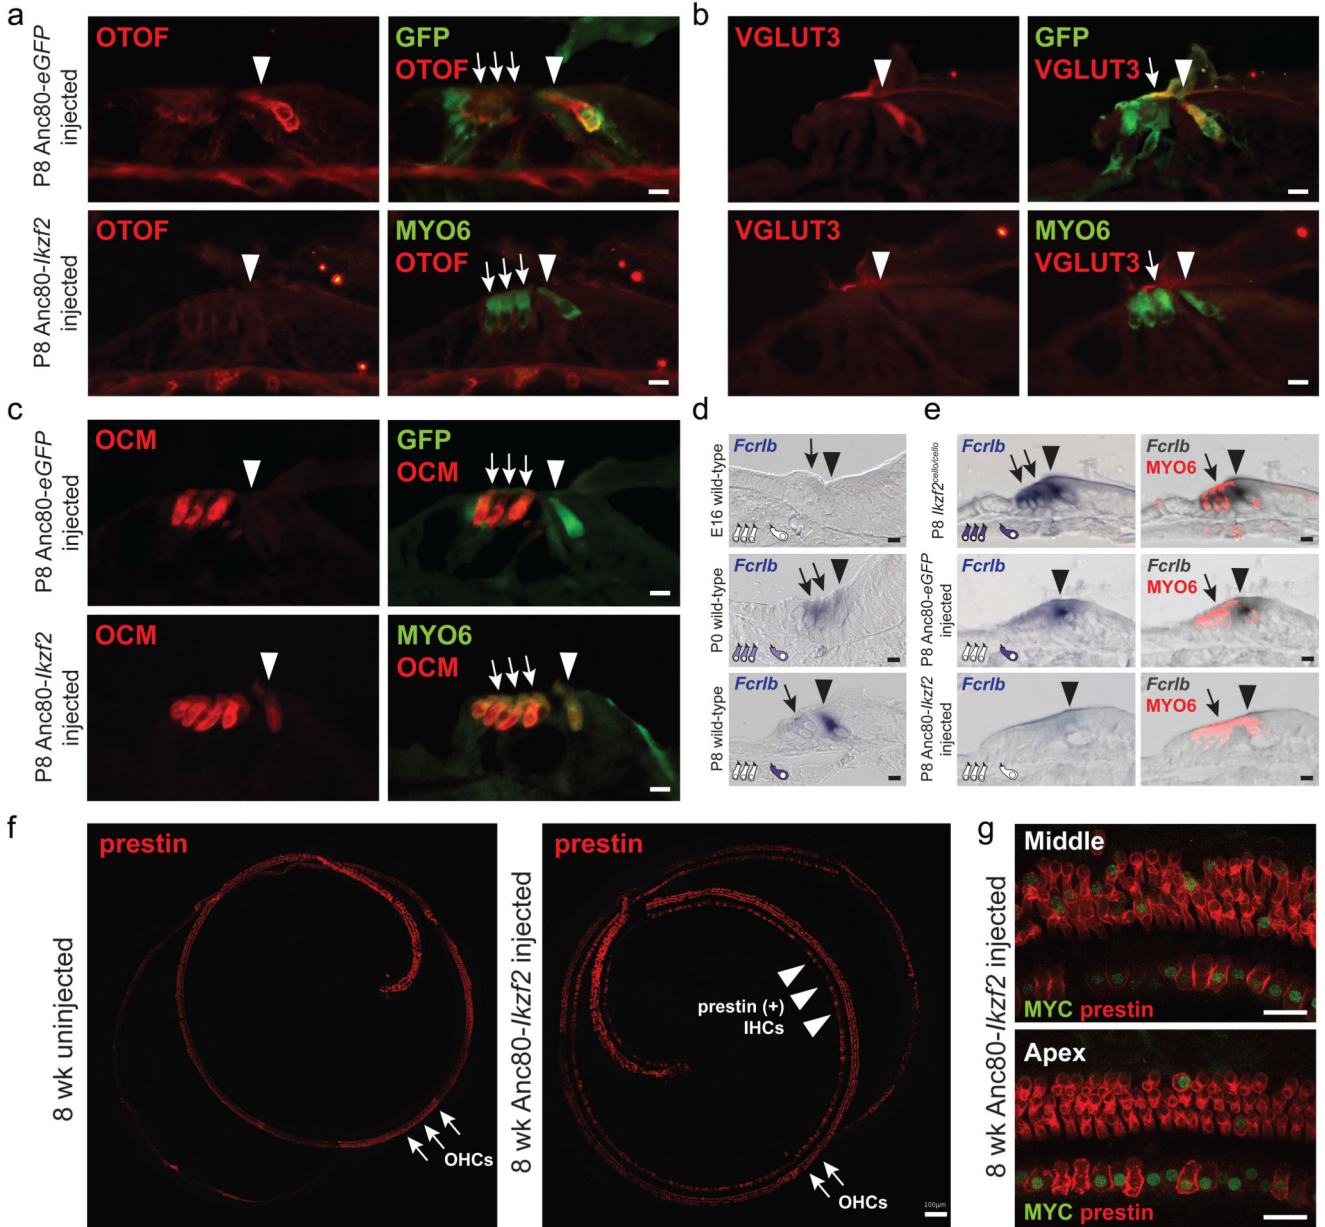 a
P8 Anc80-eGFP
injected
OTOF
GFP
OTOF
P8 Anc80-Ikzf2
injected
OTOF
MYO6
OTOF
b
VGLUT3
GFP
VGLUT3
VGLUT3
MYO6
VGLUT3
c
P8 Anc80-eGFP
injected
OCM
GFP
OCM
P8 Anc80-Ikzf2
injected
OCM
MYO6
OCM
d
E16 wild-type
Fcrlb
P0 wild-type
Fcrlb
P8 wild-type
Fcrlb
e
P8 Ikzf2cello/cello
Fcrlb
Fcrlb
MYO6
P8 Anc80-eGFP
injected
Fcrlb
Fcrlb
MYO6
P8 Anc80-Ikzf2
injected
Fcrlb
Fcrlb
MYO6
f
8 wk uninjected
prestin
OHCs
8 wk Anc80-Ikzf2 injected
prestin
prestin (+)
IHCs
OHCs
100µm
g
8 wk Anc80-Ikzf2 injected
Middle
MYC prestin
Apex
MYC prestin